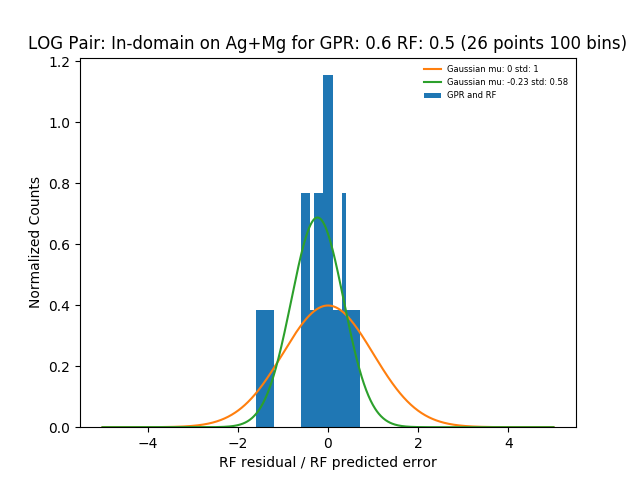 LOG Pair: In-domain on Ag+Mg for GPR: 0.6 RF: 0.5 (26 points 100 bins)
Gaussian mu: 0 std: 1
Gaussian mu: -0.23 std: 0.58
GPR and RF
Normalized Counts
1.2
1.0
0.8
0.6
0.4
0.2
0.0
−4 −2 0 2 4
RF residual / RF predicted error